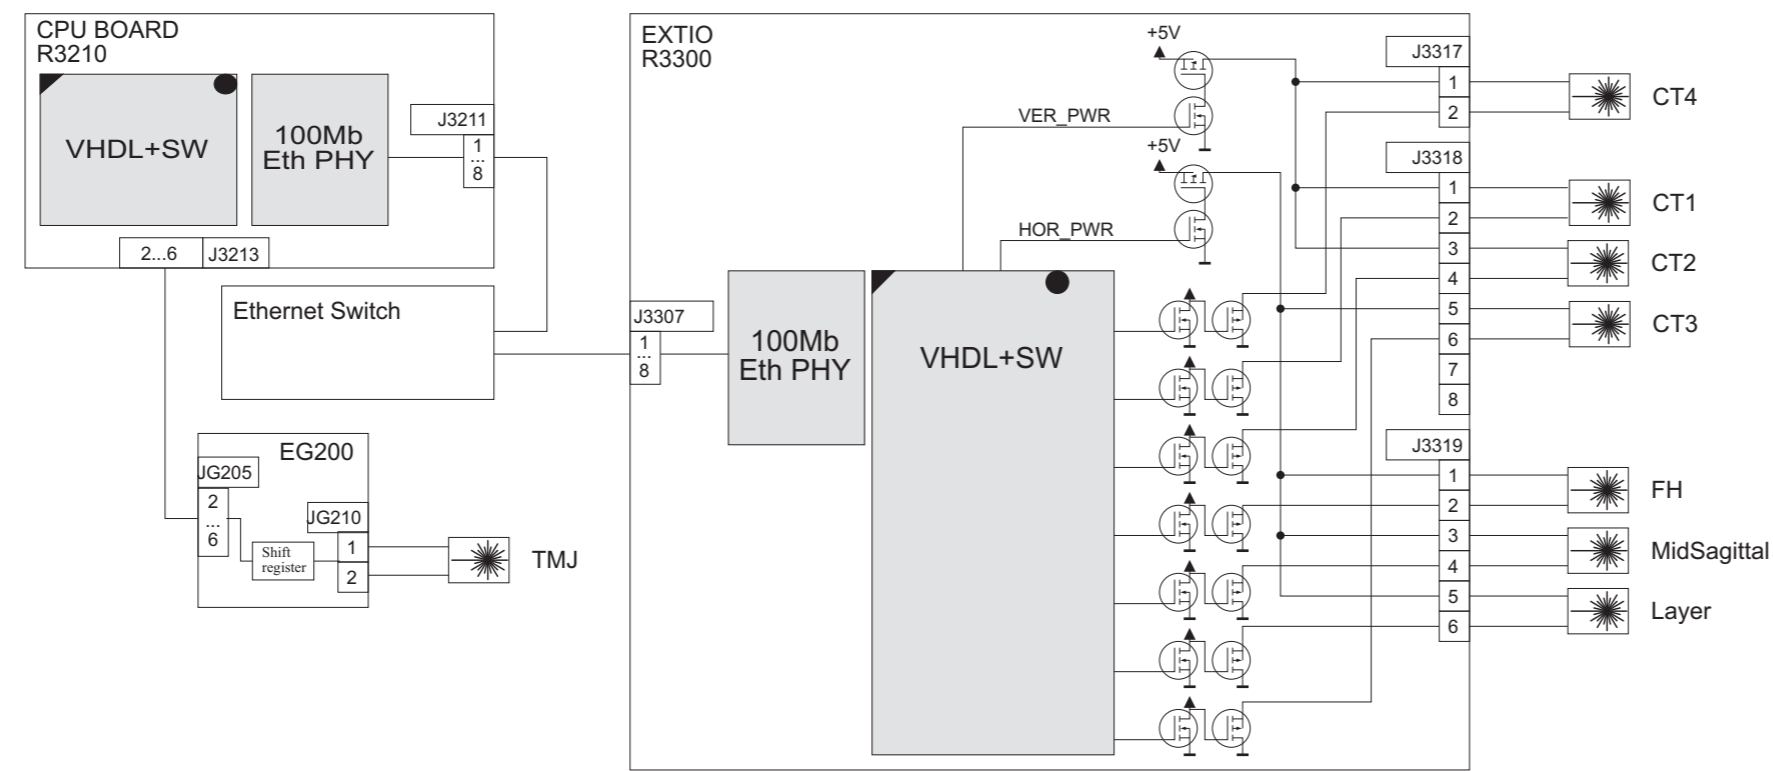 CPU BOARD
R3210
VHDL+SW
100Mb
Eth PHY
J3211
1
...
8
2...6
J3213
Ethernet Switch
EG200
JG205
2
...
6
JG210
1
2
Shift
register
TMJ
EXTIO
R3300
+5V
VER_PWR
+5V
HOR_PWR
J3307
1
...
8
100Mb
Eth PHY
VHDL+SW
J3317
1
2
CT4
J3318
1
2
3
4
5
6
7
8
CT1
CT2
CT3
J3319
1
2
3
4
5
6
FH
MidSagittal
Layer